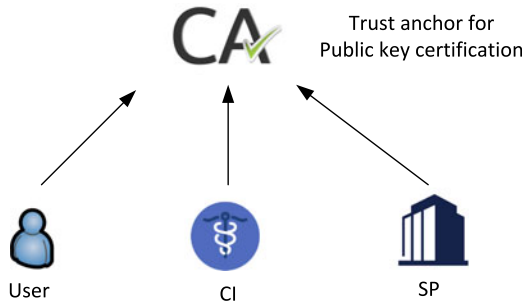 CA
Trust anchor for
Public key certification
User
CI
SP